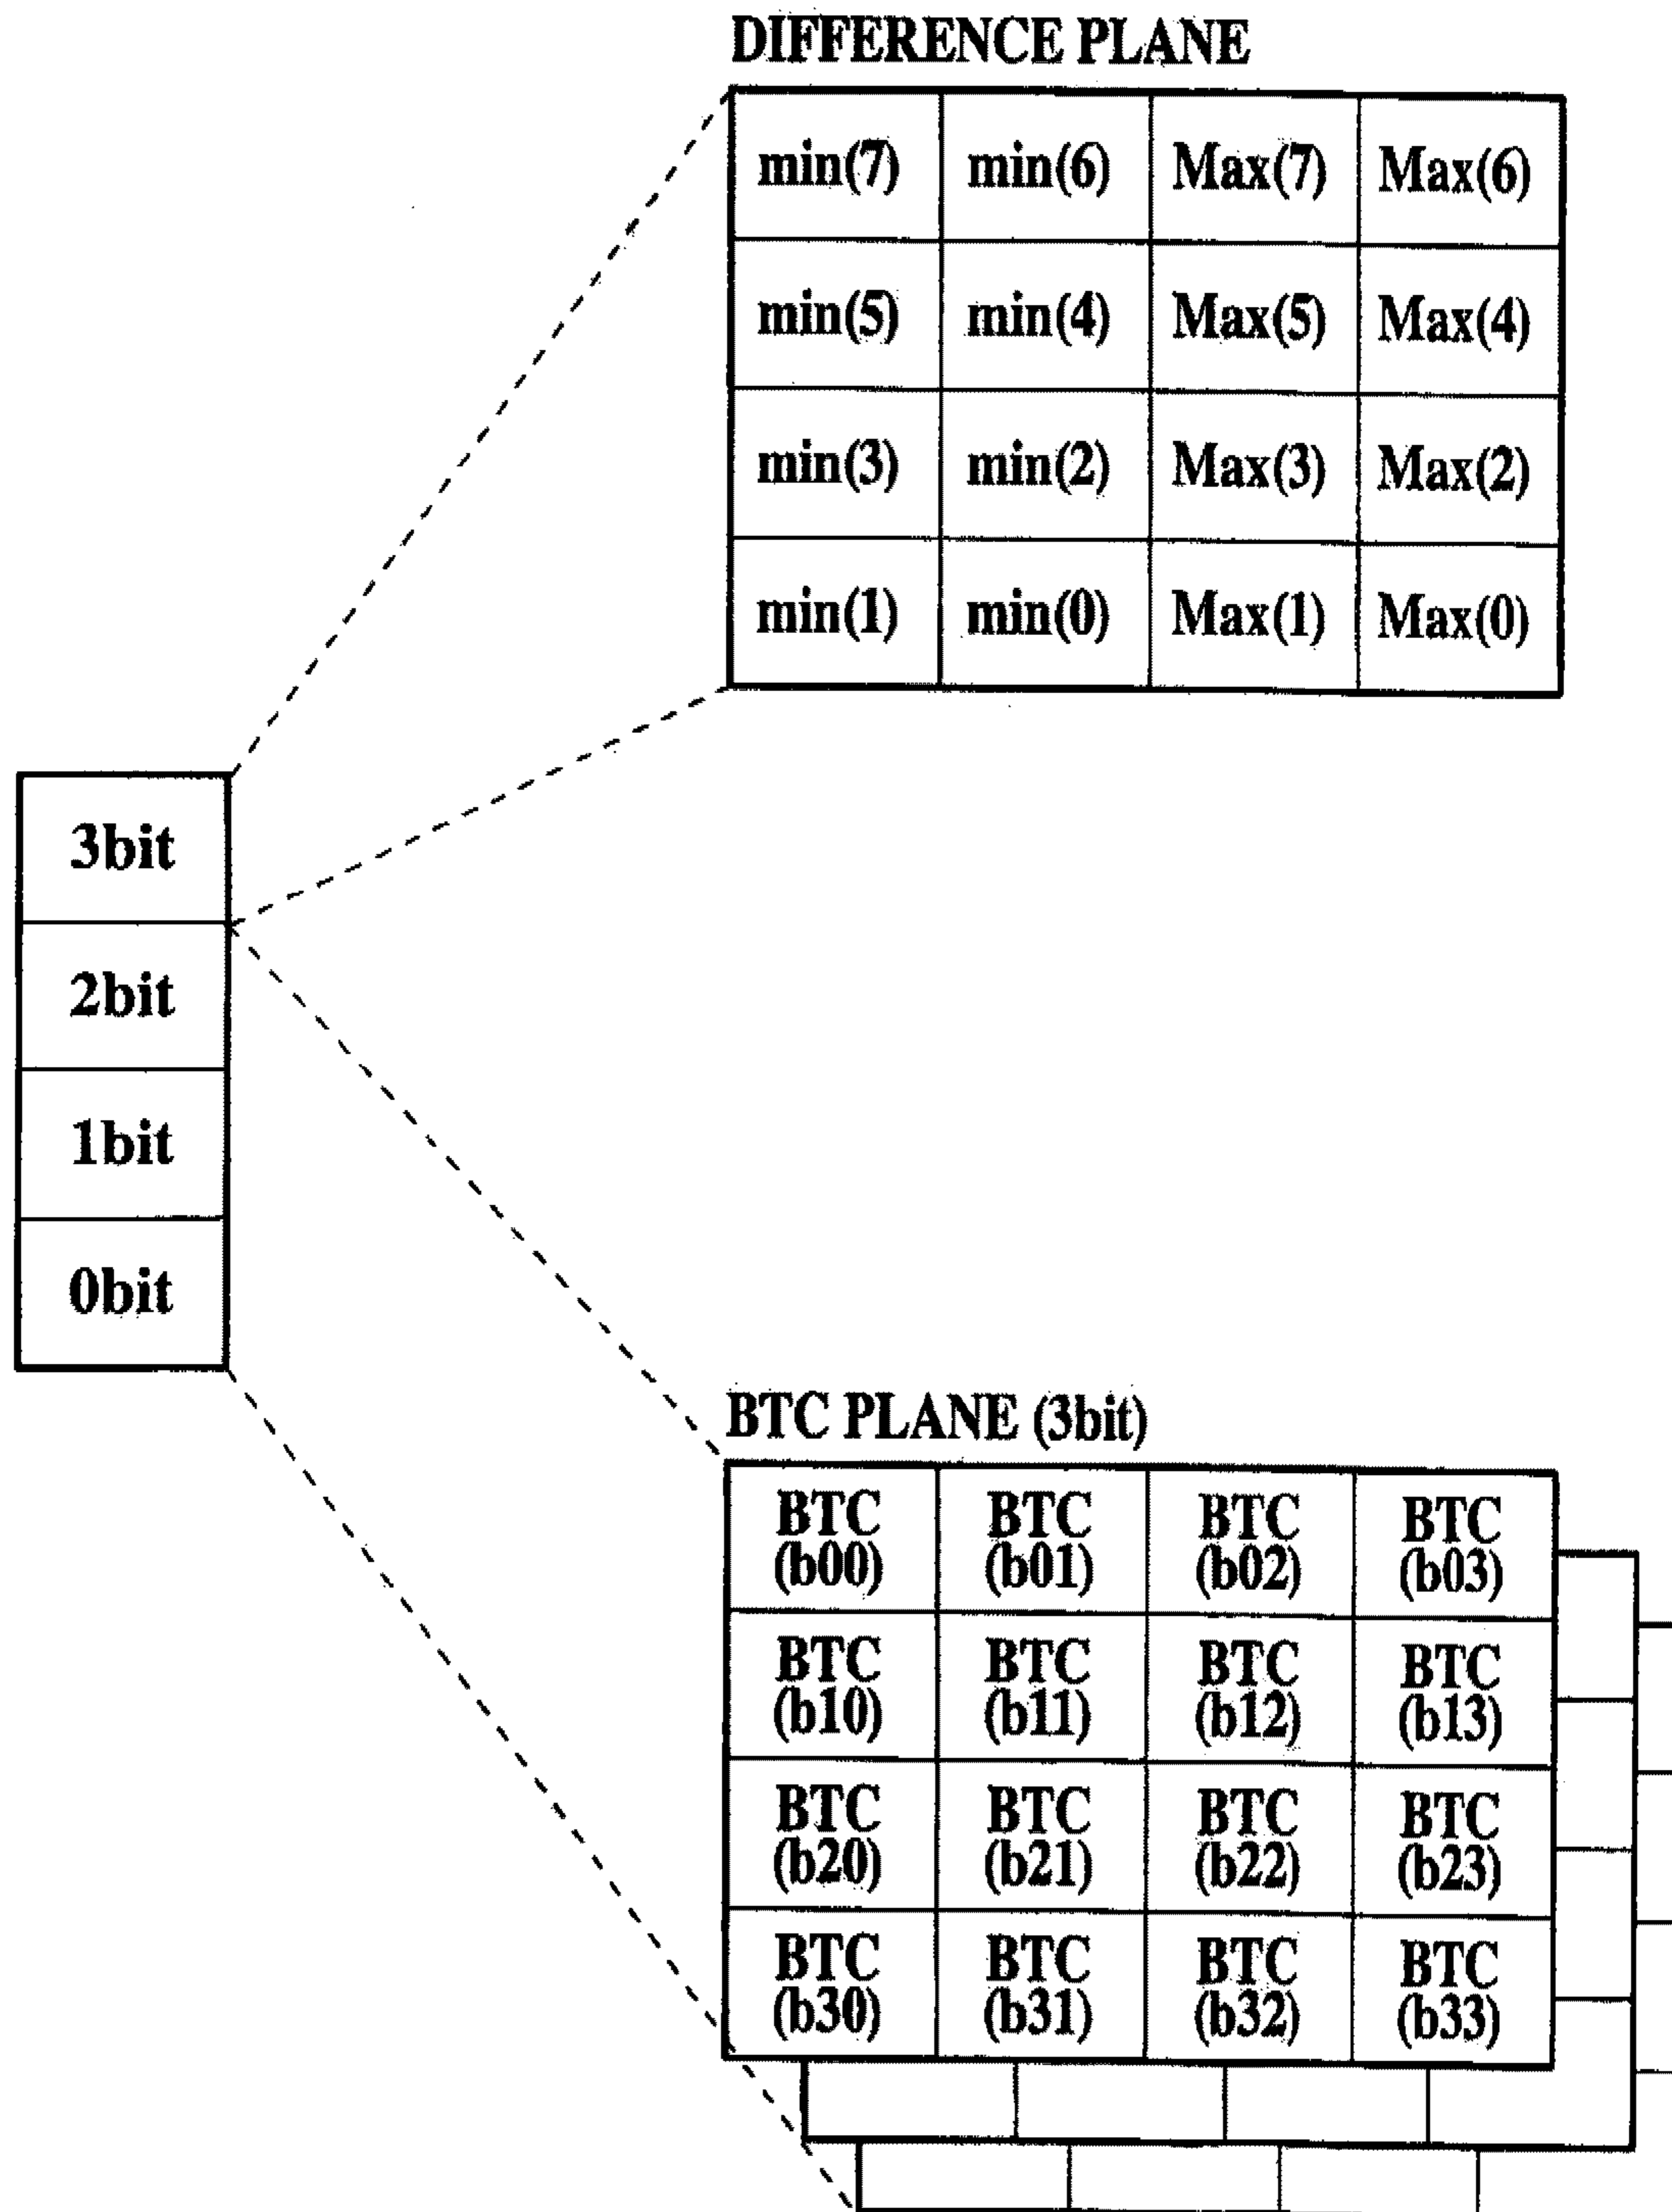 DIFFERENCE PLANE
min(7) min(6) Max(7) Max(6)
min(5) min(4) Max(5) Max(4)
min(3) min(2) Max(3) Max(2)
min(1) min(0) Max(1) Max(0)
3bit
2bit
1bit
0bit
BTC PLANE (3bit)
BTC BTC BTC BTC
(b00) (b01) (b02) (b03)
BTC BTC BTC BTC
(b10) (b11) (b12) (b13)
BTC BTC BTC BTC
(b20) (b21) (b22) (b23)
BTC BTC BTC BTC
(b30) (b31) (b32) (b33)